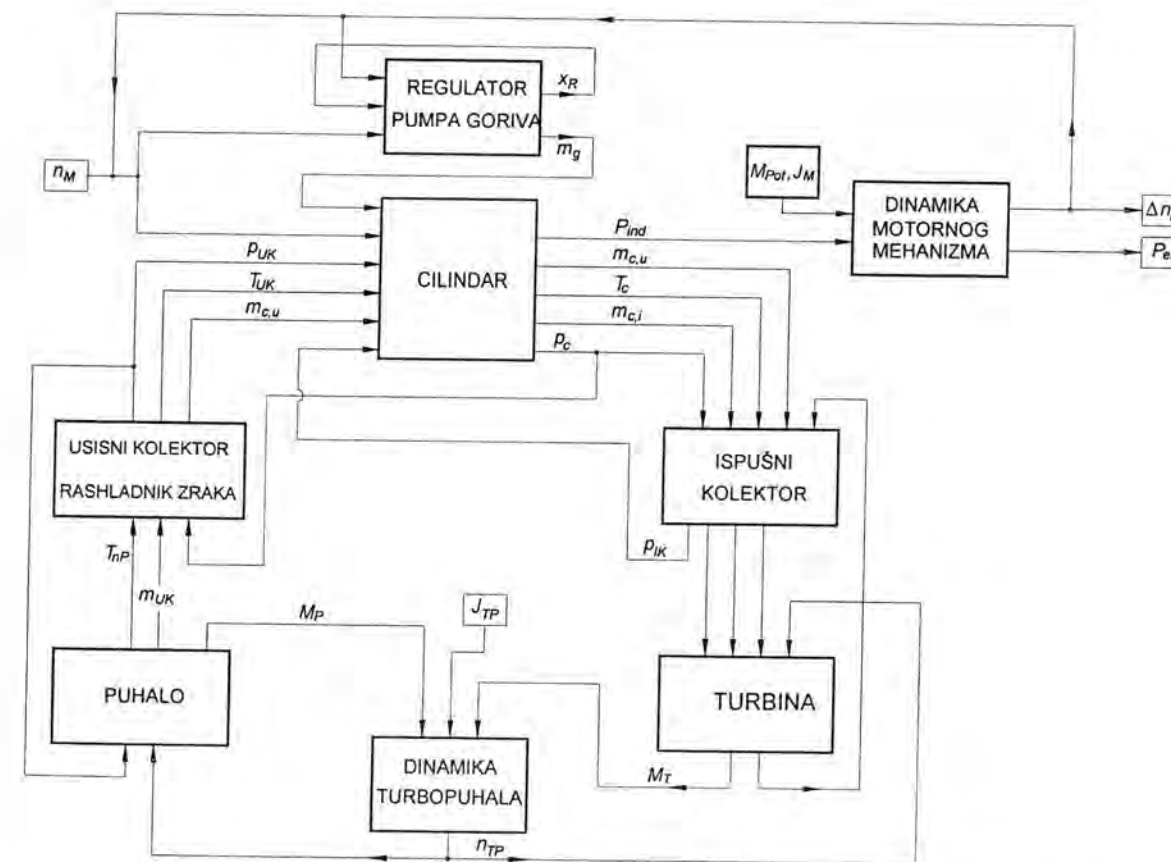 REGULATOR
PUMPA GORIVA
x_R
m_g
n_M
M_Pot, J_M
DINAMIKA
MOTORNOG
MEHANIZMA
Δn
P_e
CILINDAR
p_UK
T_UK
m_c,u
P_ind
m_c,u
T_c
m_c,i
p_c
USISNI KOLEKTOR
RASHLADNIK ZRAKA
ISPUŠNI
KOLEKTOR
T_nP
m_UK
p_IK
M_P
J_TP
PUHALO
TURBINA
DINAMIKA
TURBOPUHALA
M_T
n_TP